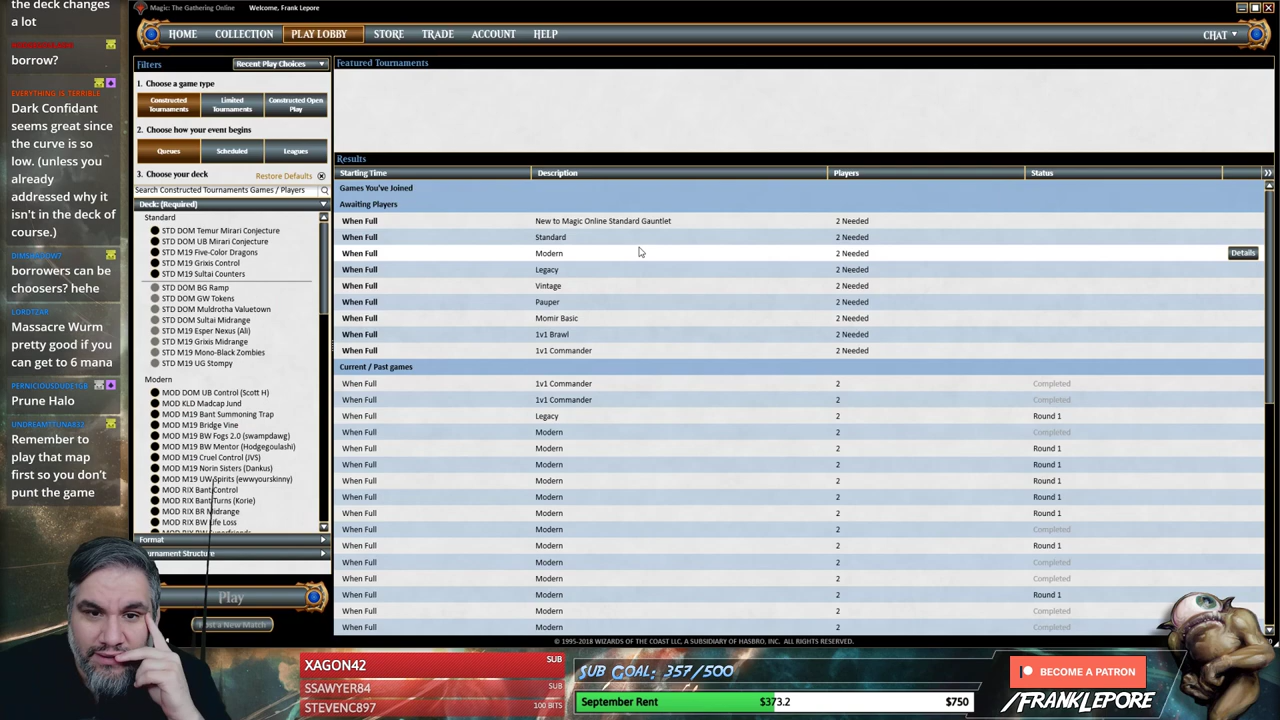 the deck changes
a lot
borrow?
EVERYTHING IS TERRIBLE
Dark Confidant
seems great since
the curve is so
low. (unless you
already
addressed why it
isn't in the deck of
course.)
borrowers can be
choosers? hehe
LORDTZAR
Massacre Wurm
pretty good if you
can get to 6 mana
PERNICIOUSDUDE168
Prune Halo
UNDREAMTTUNA832
Remember to
play that map
first so you don't
punt the game
Magic: The Gathering Online
Welcome, Frank Lepore
HOME
COLLECTION
PLAY LOBBY
STORE
TRADE
ACCOUNT
HELP
CHAT
Filters
Recent Play Choices
1. Choose a game type
Constructed Tournaments
Limited Tournaments
Constructed Open Play
2. Choose how your event begins
Queues
Scheduled
Leagues
3. Choose your deck
Restore Defaults
Search Constructed Tournaments Games / Players
Deck: (Required)
Standard
STD DOM Temur Mirari Conjecture
STD DOM UB Mirari Conjecture
STD M19 Five-Color Dragons
STD M19 Grixis Control
STD M19 Sultai Counters
STD DOM BG Ramp
STD DOM GW Tokens
STD DOM Muldrotha Valuetown
STD DOM Sultai Midrange
STD M19 Esper Nexus (Ali)
STD M19 Grixis Midrange
STD M19 Mono-Black Zombies
STD M19 UG Stompy
Modern
MOD DOM UB Control (Scott H)
MOD KLD Madcap Jund
MOD M19 Bant Summoning Trap
MOD M19 Bridge Vine
MOD M19 BW Fogs 2.0 (swampdawg)
MOD M19 BW Mentor (Hodgegoulashi)
MOD M19 Cruel Control (JVS)
MOD M19 Norin Sisters (Dankus)
MOD M19 UW Spirits (ewwyourskinny)
MOD RIX Bant Control
MOD RIX Bant Turns (Korie)
MOD RIX BR Midrange
MOD RIX BW Life Loss
Format
Tournament Structure
Play
Post a New Match
Featured Tournaments
Results
Starting Time Description Players Status
Games You've Joined
Awaiting Players
When Full New to Magic Online Standard Gauntlet 2 Needed
When Full Standard 2 Needed
When Full Modern 2 Needed Details
When Full Legacy 2 Needed
When Full Vintage 2 Needed
When Full Pauper 2 Needed
When Full Momir Basic 2 Needed
When Full 1v1 Brawl 2 Needed
When Full 1v1 Commander 2 Needed
Current / Past games
When Full 1v1 Commander 2 Completed
When Full 1v1 Commander 2 Completed
When Full Legacy 2 Round 1
When Full Modern 2 Completed
When Full Modern 2 Round 1
When Full Modern 2 Round 1
When Full Modern 2 Round 1
When Full Modern 2 Round 1
When Full Modern 2 Round 1
When Full Modern 2 Completed
When Full Modern 2 Round 1
When Full Modern 2 Completed
When Full Modern 2 Completed
When Full Modern 2 Round 1
When Full Modern 2 Completed
When Full Modern 2 Completed
© 1995-2018 WIZARDS OF THE COAST LLC, A SUBSIDIARY OF HASBRO, INC. ALL RIGHTS RESERVED.
XAGON42 SUB
SSAWYER84 SUB
STEVENC897 100 BITS
SUB GOAL: 357/500
September Rent $373.2 $750
BECOME A PATRON
/FRANKLEPORE